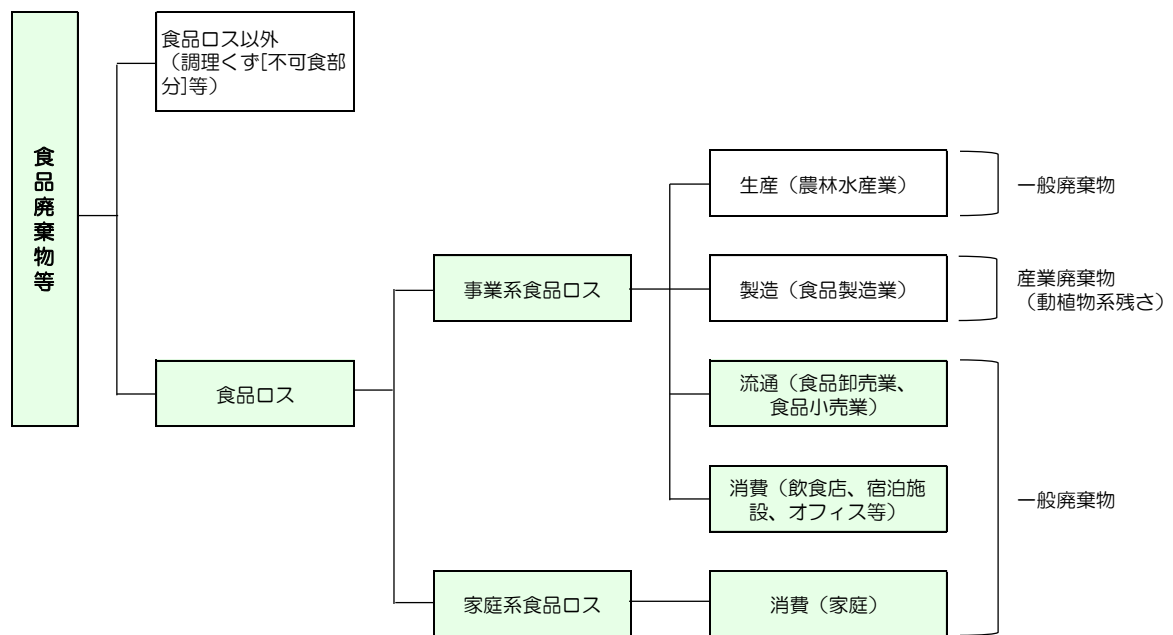 食品廃棄物等
食品ロス以外
（調理くず[不可食部
分]等）
生産（農林水産業）
一般廃棄物
事業系食品ロス
製造（食品製造業）
産業廃棄物
（動植物系残さ）
食品ロス
流通（食品卸売業、
食品小売業）
消費（飲食店、宿泊施
設、オフィス等）
一般廃棄物
家庭系食品ロス
消費（家庭）